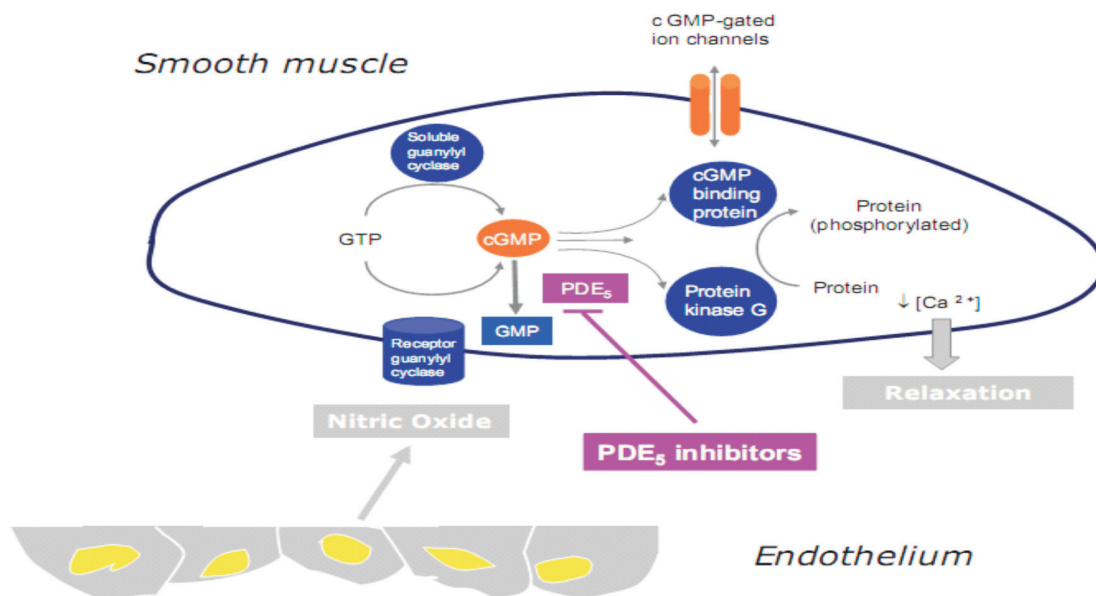 c GMP-gated
ion channels
Smooth muscle
Soluble
guanylyl
cyclase
cGMP
binding
protein
Protein
(phosphorylated)
GTP
cGMP
PDE5
Protein
kinase G
Protein
↓ [Ca 2+]
GMP
Receptor
guanylyl
cyclase
Relaxation
Nitric Oxide
PDE5 inhibitors
Endothelium